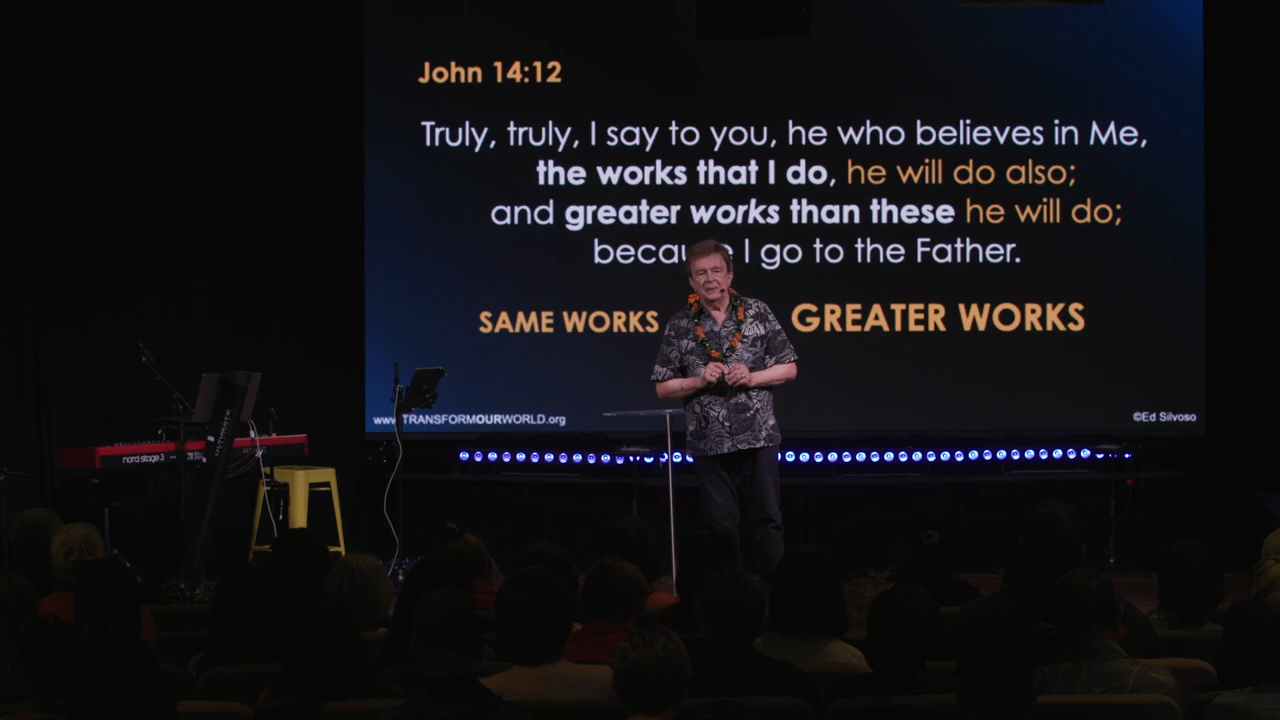 John 14:12
Truly, truly, I say to you, he who believes in Me,
the works that I do, he will do also;
and greater works than these he will do;
becau I go to the Father.
SAME WORKS GREATER WORKS
www.TRANSFORMOURWORLD.org
©Ed Silvoso
nord stage 3